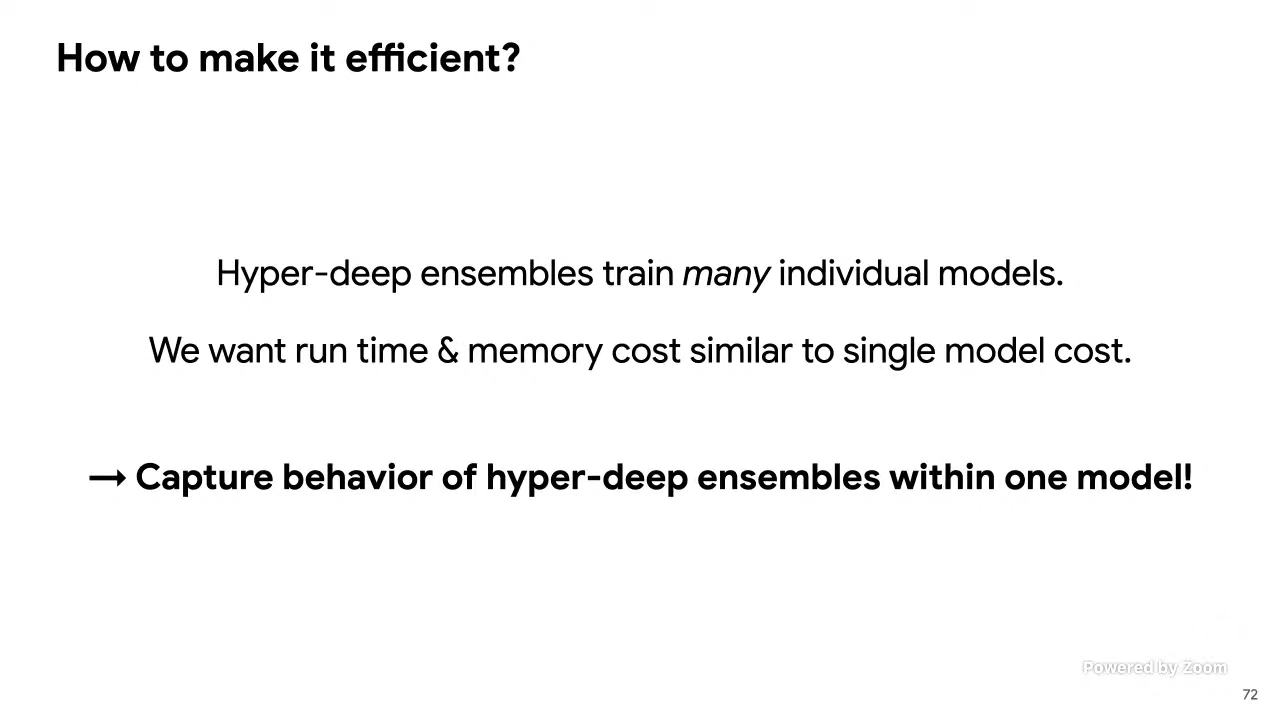 How to make it efficient?
Hyper-deep ensembles train many individual models.
We want run time & memory cost similar to single model cost.
→ Capture behavior of hyper-deep ensembles within one model!
Powered by Zoom
72